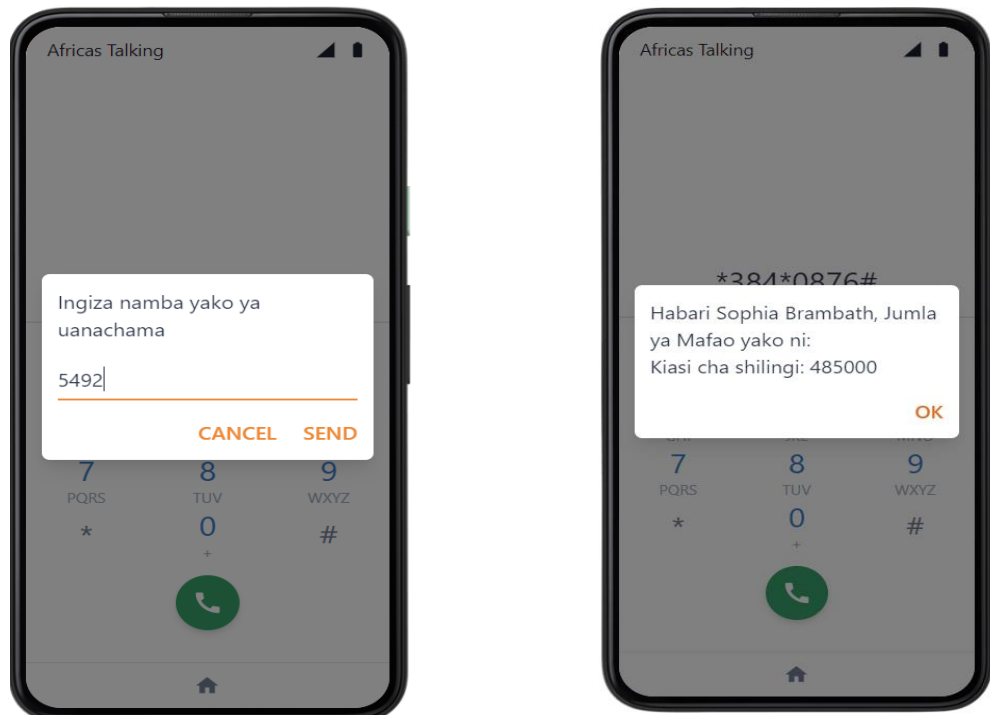 Africas Talking
Ingiza namba yako ya
uanachama
5492
CANCEL SEND
7 8 9
PQRS TUV WXYZ
* 0 #
+
Africas Talking
*384*0876#
Habari Sophia Brambath, Jumla
ya Mafao yako ni:
Kiasi cha shilingi: 485000
OK
7 8 9
PQRS TUV WXYZ
* 0 #
+